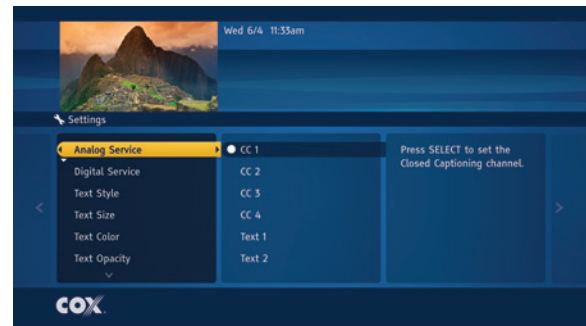 Wed 6/4 11:33am
Settings
Analog Service
Digital Service
Text Style
Text Size
Text Color
Text Opacity
CC 1
CC 2
CC 3
CC 4
Text 1
Text 2
Press SELECT to set the
Closed Captioning channel.
COX